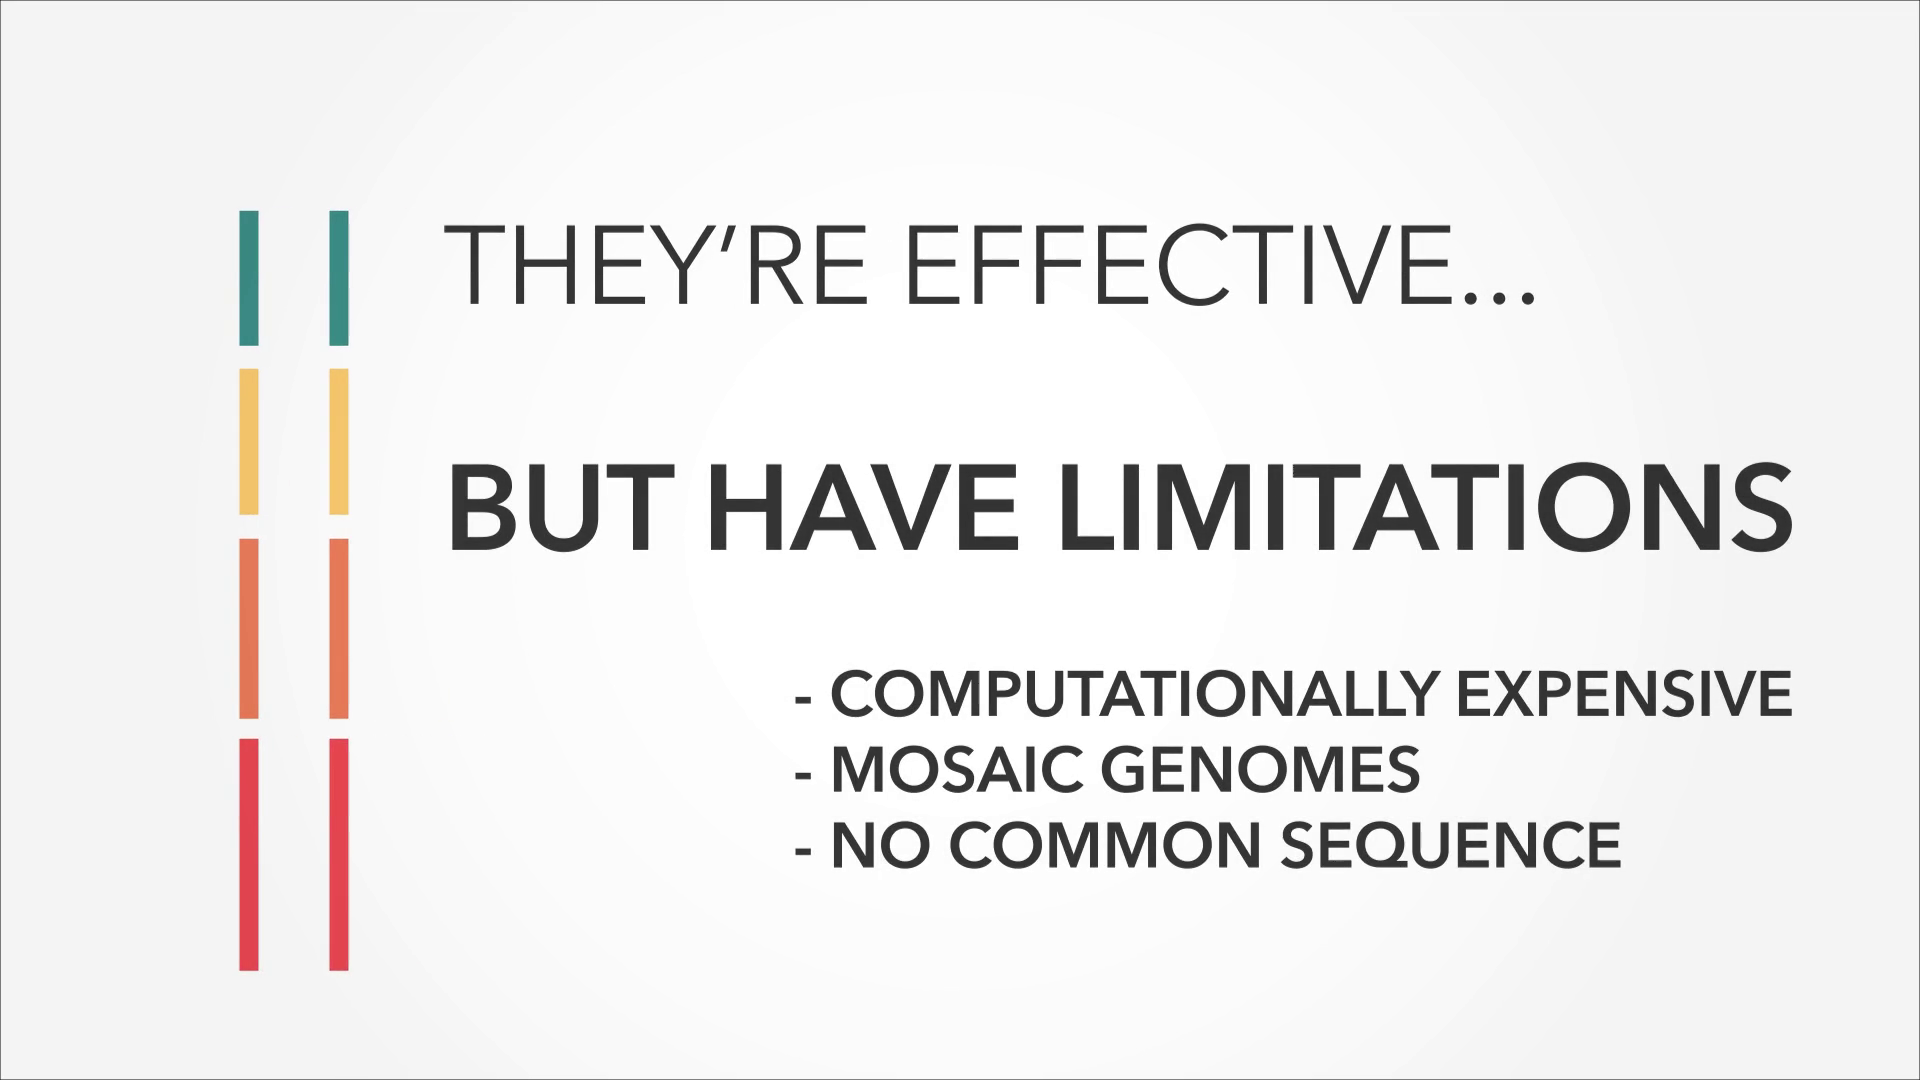 THEY’RE EFFECTIVE...
BUT HAVE LIMITATIONS
- COMPUTATIONALLY EXPENSIVE
- MOSAIC GENOMES
- NO COMMON SEQUENCE